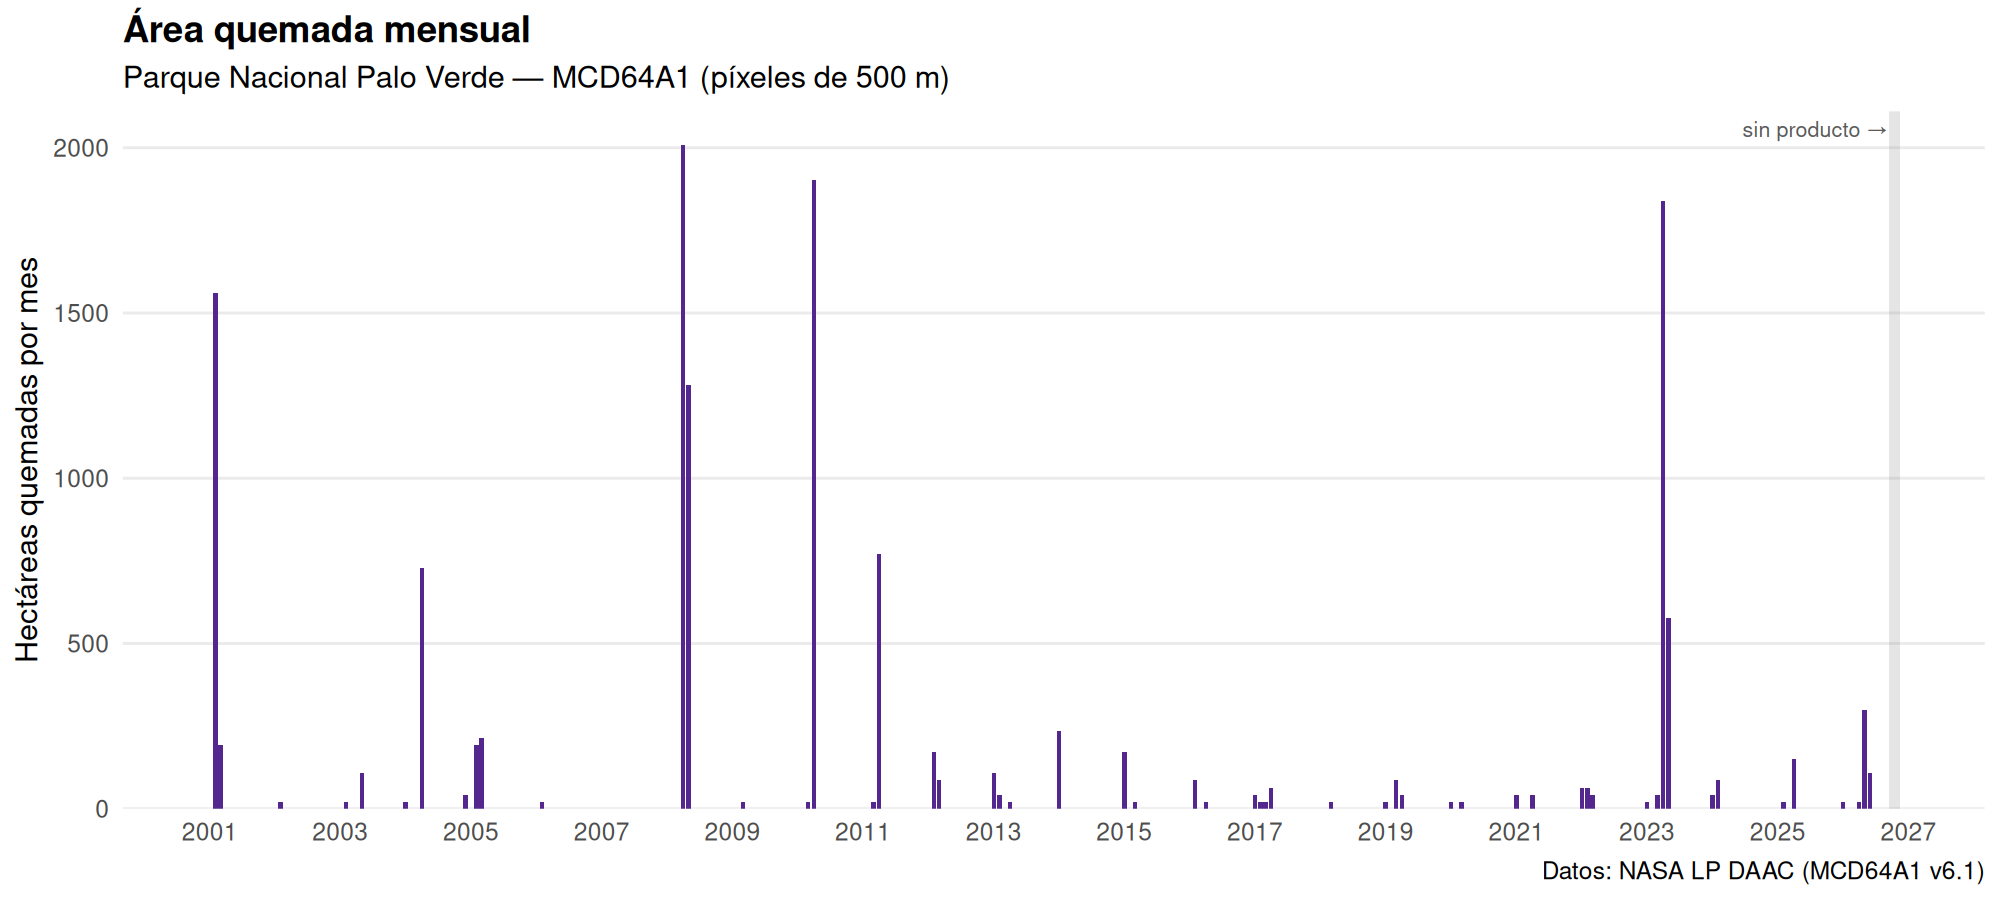 Área quemada mensual
Parque Nacional Palo Verde — MCD64A1 (píxeles de 500 m)
sin producto →
Hectáreas quemadas por mes
2000
1500
1000
500
0
2001 2003 2005 2007 2009 2011 2013 2015 2017 2019 2021 2023 2025 2027
Datos: NASA LP DAAC (MCD64A1 v6.1)